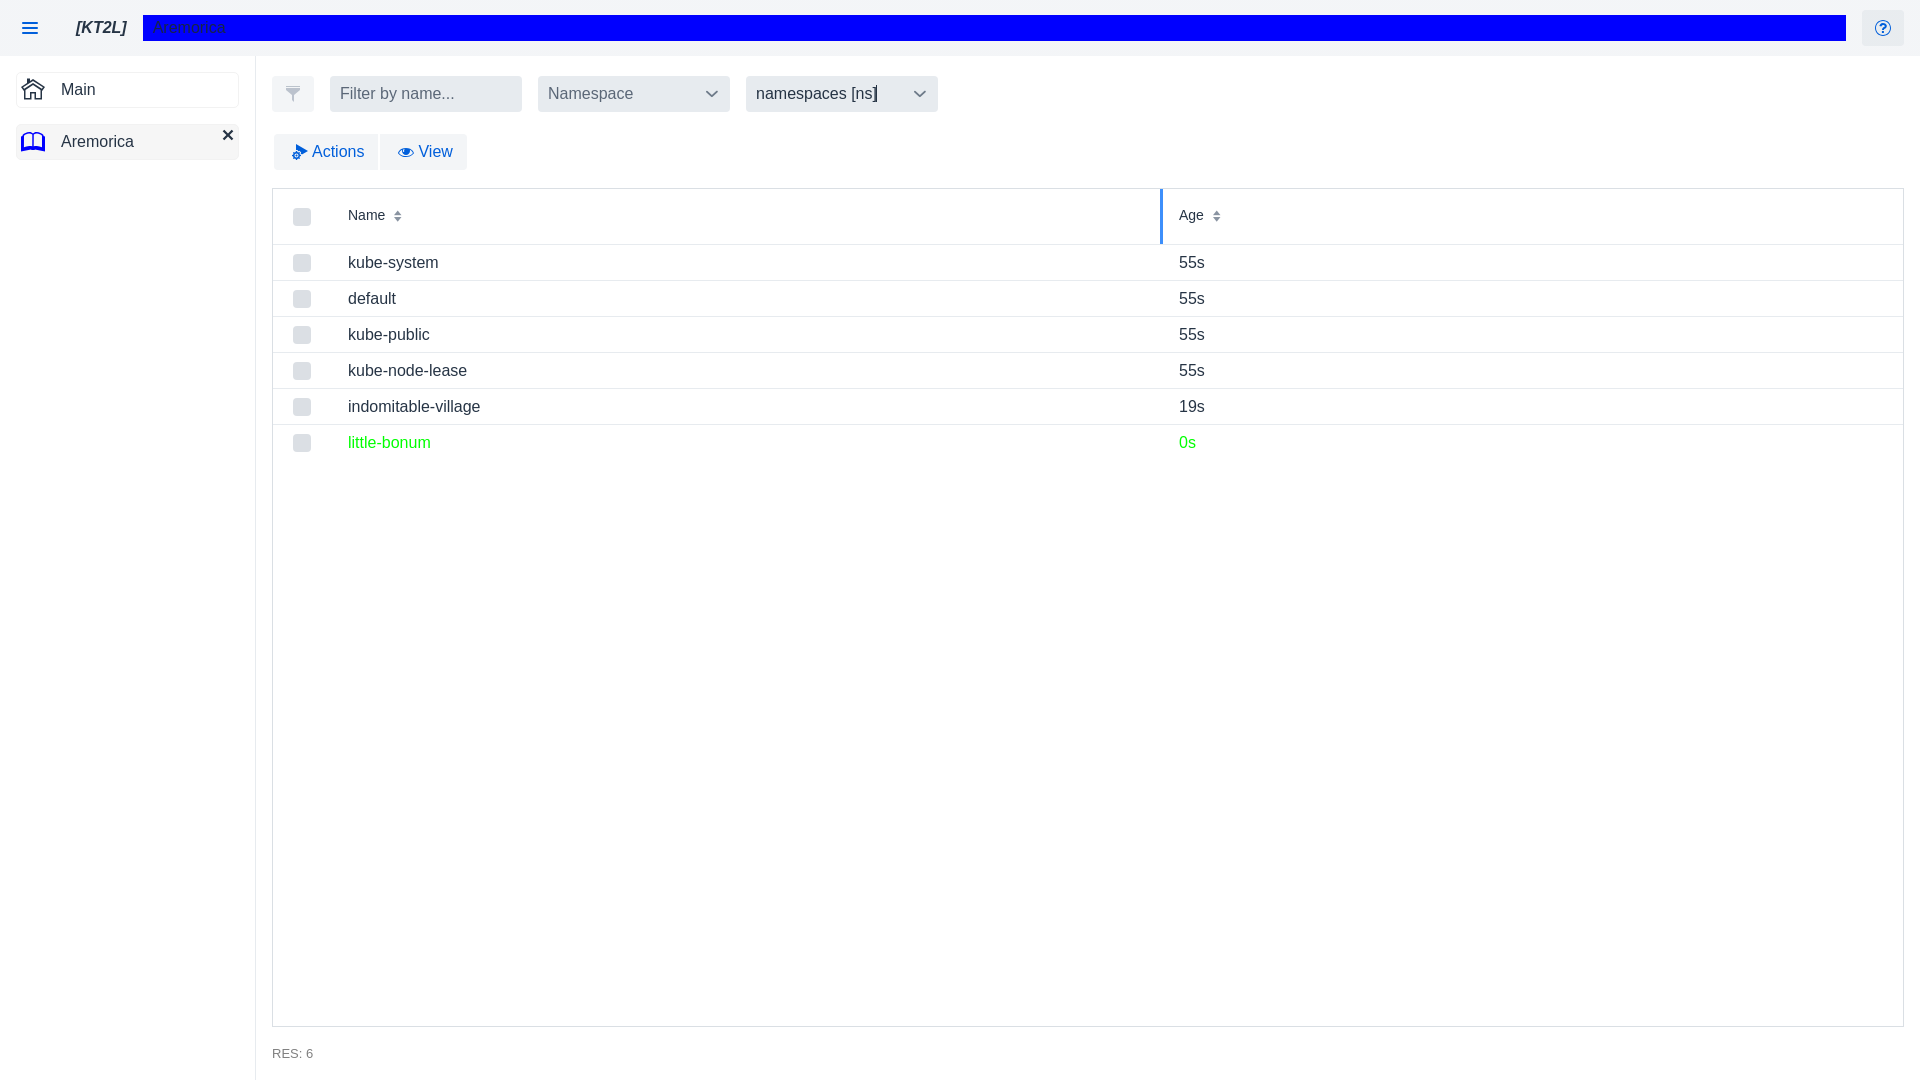 [KT2L] Aremorica
Main
Aremorica
Filter by name... Namespace namespaces [ns]
Actions View
Name Age
kube-system 55s
default 55s
kube-public 55s
kube-node-lease 55s
indomitable-village 19s
little-bonum 0s
RES: 6